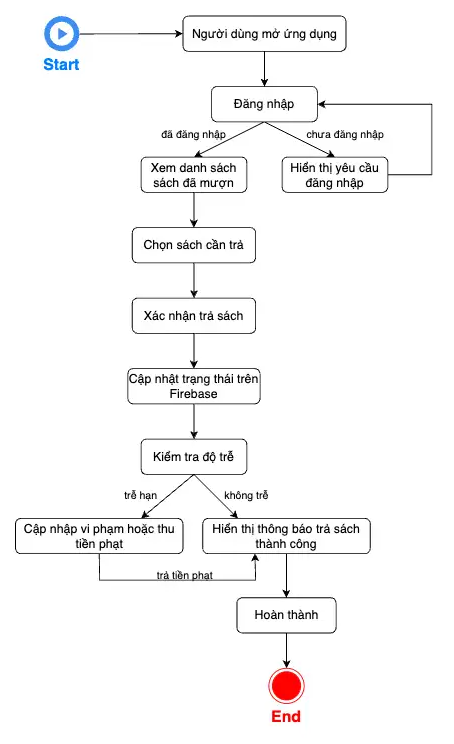 Người dùng mở ứng dụng
Start
Đăng nhập
đã đăng nhập
chưa đăng nhập
Xem danh sách
sách đã mượn
Hiển thị yêu cầu
đăng nhập
Chọn sách cần trả
Xác nhận trả sách
Cập nhật trạng thái trên
Firebase
Kiểm tra độ trễ
trễ hạn
không trễ
Cập nhập vi phạm hoặc thu
tiền phạt
Hiển thị thông báo trả sách
thành công
trả tiền phạt
Hoàn thành
End